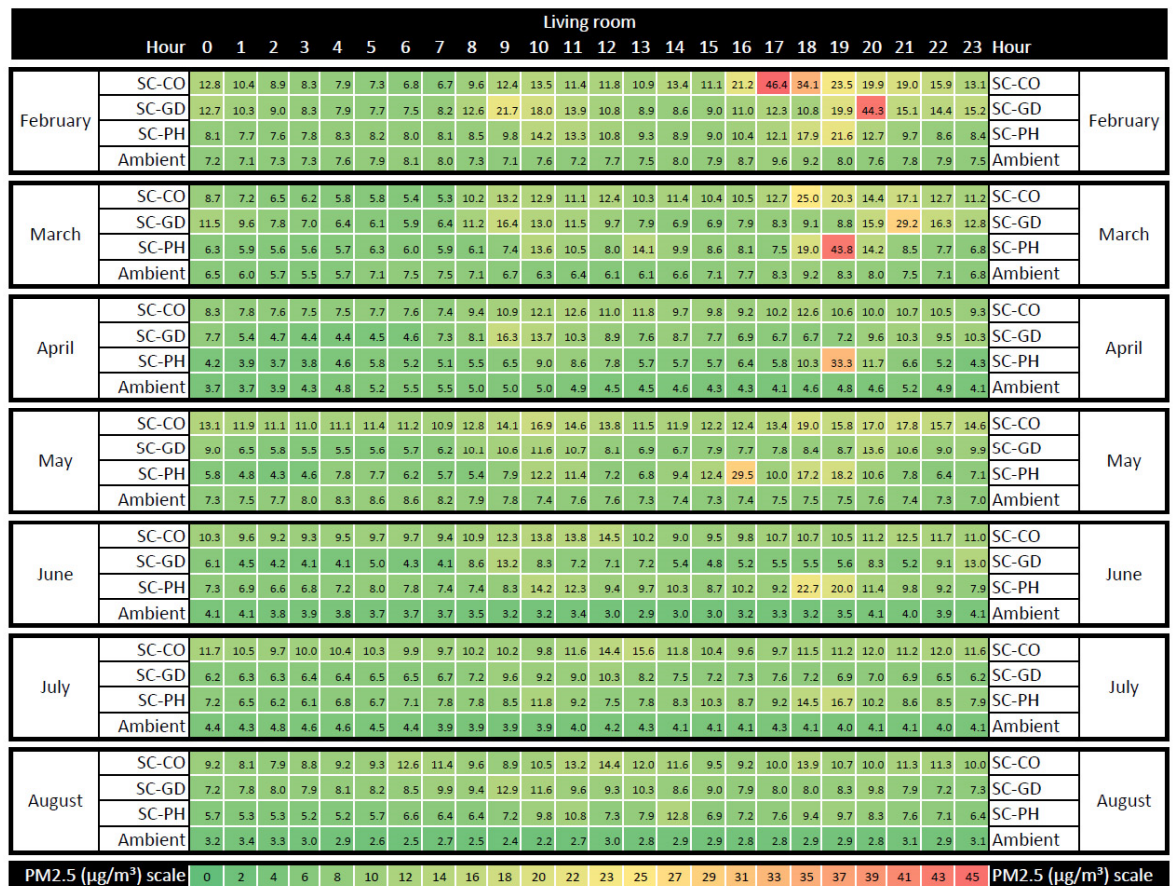 Living room
Hour 0 1 2 3 4 5 6 7 8 9 10 11 12 13 14 15 16 17 18 19 20 21 22 23 Hour
SC-CO 12.8 10.4 8.9 8.3 7.9 7.3 6.8 6.7 9.6 12.4 13.5 11.4 11.8 10.9 13.4 11.1 21.2 46.4 34.1 23.5 19.9 19.0 15.9 13.1 SC-CO
February SC-GD 12.7 10.3 9.0 8.3 7.9 7.7 7.5 8.2 12.6 21.7 18.0 13.9 10.8 8.9 8.6 9.0 11.0 12.3 10.8 19.9 44.3 15.1 14.4 15.2 SC-GD February
SC-PH 8.1 7.7 7.6 7.8 8.3 8.2 8.0 8.1 8.5 9.8 14.2 13.3 10.8 9.3 8.9 9.0 10.4 12.1 17.9 21.6 12.7 9.7 8.6 8.4 SC-PH
Ambient 7.2 7.1 7.3 7.3 7.6 7.9 8.1 8.0 7.3 7.1 7.6 7.2 7.7 7.5 8.0 7.9 8.7 9.6 9.2 8.0 7.6 7.8 7.9 7.5 Ambient
SC-CO 8.7 7.2 6.5 6.2 5.8 5.8 5.4 5.3 10.2 13.2 12.9 11.1 12.4 10.3 11.4 10.4 10.5 12.7 25.0 20.3 14.4 17.1 12.7 11.2 SC-CO
March SC-GD 11.5 9.6 7.8 7.0 6.4 6.1 5.9 6.4 11.2 16.4 13.0 11.5 9.7 7.9 6.9 6.9 7.9 8.3 9.1 8.8 15.9 29.2 16.3 12.8 SC-GD March
SC-PH 6.3 5.9 5.6 5.6 5.7 6.3 6.0 5.9 6.1 7.4 13.6 10.5 8.0 14.1 9.9 8.6 8.1 7.5 19.0 43.8 14.2 8.5 7.7 6.8 SC-PH
Ambient 6.5 6.0 5.7 5.5 5.7 7.1 7.5 7.5 7.1 6.7 6.3 6.4 6.1 6.1 6.6 7.1 7.7 8.3 9.2 8.3 8.0 7.5 7.1 6.8 Ambient
SC-CO 8.3 7.8 7.6 7.5 7.5 7.7 7.6 7.4 9.4 10.9 12.1 12.6 11.0 11.8 9.7 9.8 9.2 10.2 12.6 10.6 10.0 10.7 10.5 9.3 SC-CO
April SC-GD 7.7 5.4 4.7 4.4 4.4 4.5 4.6 7.3 8.1 16.3 13.7 10.3 8.9 7.6 8.7 7.7 6.9 6.7 6.7 7.2 9.6 10.3 9.5 10.3 SC-GD April
SC-PH 4.2 3.9 3.7 3.8 4.6 5.8 5.2 5.1 5.5 6.5 9.0 8.6 7.8 5.7 5.7 5.7 6.4 5.8 10.3 33.3 11.7 6.6 5.2 4.3 SC-PH
Ambient 3.7 3.7 3.9 4.3 4.8 5.2 5.5 5.5 5.0 5.0 5.0 4.9 4.5 4.5 4.6 4.3 4.3 4.1 4.6 4.8 4.6 5.2 4.9 4.1 Ambient
SC-CO 13.1 11.9 11.1 11.0 11.1 11.4 11.2 10.9 12.8 14.1 16.9 14.6 13.8 11.5 11.9 12.2 12.4 13.4 19.0 15.8 17.0 17.8 15.7 14.6 SC-CO
May SC-GD 9.0 6.5 5.8 5.5 5.5 5.6 5.7 6.2 10.1 10.6 11.6 10.7 8.1 6.9 6.7 7.9 7.7 7.8 8.4 8.7 13.6 10.6 9.0 9.9 SC-GD May
SC-PH 5.8 4.8 4.3 4.6 7.8 7.7 6.2 5.7 5.4 7.9 12.2 11.4 7.2 6.8 9.4 12.4 29.5 10.0 17.2 18.2 10.6 7.8 6.4 7.1 SC-PH
Ambient 7.3 7.5 7.7 8.0 8.3 8.6 8.6 8.2 7.9 7.8 7.4 7.6 7.6 7.3 7.4 7.3 7.4 7.5 7.5 7.5 7.6 7.4 7.3 7.0 Ambient
SC-CO 10.3 9.6 9.2 9.3 9.5 9.7 9.7 9.4 10.9 12.3 13.8 13.8 14.5 10.2 9.0 9.5 9.8 10.7 10.7 10.5 11.2 12.5 11.7 11.0 SC-CO
June SC-GD 6.1 4.5 4.2 4.1 4.1 5.0 4.3 4.1 8.6 13.2 8.3 7.2 7.1 7.2 5.4 4.8 5.2 5.5 5.5 5.6 8.3 5.2 9.1 13.0 SC-GD June
SC-PH 7.3 6.9 6.6 6.8 7.2 8.0 7.8 7.4 7.4 8.3 14.2 12.3 9.4 9.7 10.3 8.7 10.2 9.2 22.7 20.0 11.4 9.8 9.2 7.9 SC-PH
Ambient 4.1 4.1 3.8 3.9 3.8 3.7 3.7 3.7 3.5 3.2 3.2 3.4 3.0 2.9 3.0 3.0 3.2 3.3 3.2 3.5 4.1 4.0 3.9 4.1 Ambient
SC-CO 11.7 10.5 9.7 10.0 10.4 10.3 9.9 9.7 10.2 10.2 9.8 11.6 14.4 15.6 11.8 10.4 9.6 9.7 11.5 11.2 12.0 11.2 12.0 11.6 SC-CO
July SC-GD 6.2 6.3 6.3 6.4 6.4 6.5 6.5 6.7 7.2 9.6 9.2 9.0 10.3 8.2 7.5 7.2 7.3 7.6 7.2 6.9 7.0 6.9 6.5 6.2 SC-GD July
SC-PH 7.2 6.5 6.2 6.1 6.8 6.7 7.1 7.8 7.8 8.5 11.8 9.2 7.5 7.8 8.3 10.3 8.7 9.2 14.5 16.7 10.2 8.6 8.5 7.9 SC-PH
Ambient 4.4 4.3 4.8 4.6 4.6 4.5 4.4 3.9 3.9 3.9 3.9 4.0 4.2 4.3 4.1 4.1 4.1 4.3 4.1 4.0 4.1 4.1 4.0 4.1 Ambient
SC-CO 9.2 8.1 7.9 8.8 9.2 9.3 12.6 11.4 9.6 8.9 10.5 13.2 14.4 12.0 11.6 9.5 9.2 10.0 13.9 10.7 10.0 11.3 11.3 10.0 SC-CO
August SC-GD 7.2 7.8 8.0 7.9 8.1 8.2 8.5 9.9 9.4 12.9 11.6 9.6 9.3 10.3 8.6 9.0 7.9 8.0 8.0 8.3 9.8 7.9 7.2 7.3 SC-GD August
SC-PH 5.7 5.3 5.3 5.2 5.2 5.7 6.6 6.4 6.4 7.2 9.8 10.8 7.3 7.9 12.8 6.9 7.2 7.6 9.4 9.7 8.3 7.6 7.1 6.4 SC-PH
Ambient 3.2 3.4 3.3 3.0 2.9 2.6 2.5 2.7 2.5 2.4 2.2 2.7 3.0 2.8 2.9 2.9 2.8 2.8 2.9 2.9 2.8 3.1 2.9 3.1 Ambient
PM2.5 (µg/m³) scale 0 2 4 6 8 10 12 14 16 18 20 22 23 25 27 29 31 33 35 37 39 41 43 45 PM2.5 (µg/m³) scale